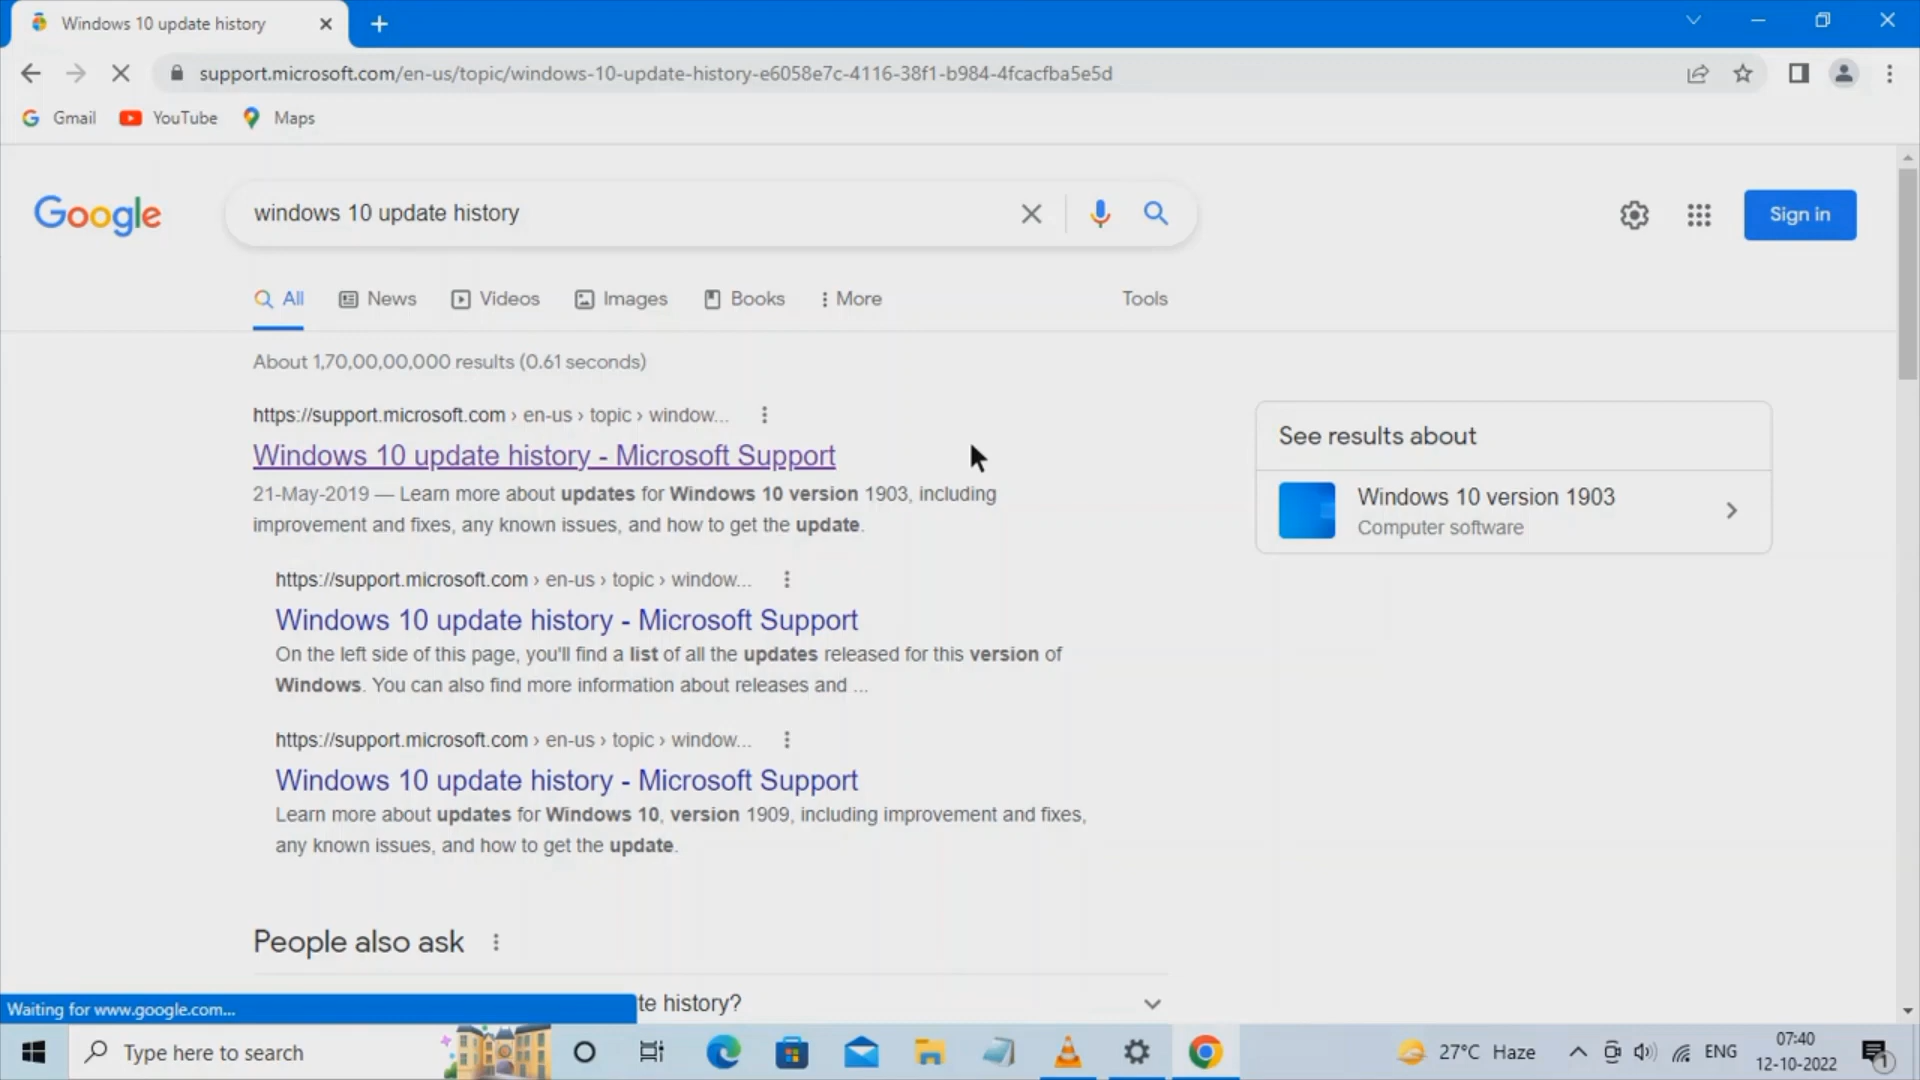 Windows 10 update history
support.microsoft.com/en-us/topic/windows-10-update-history-e6058e7c-4116-38f1-b984-4fcacfba5e5d
Gmail YouTube Maps
Google
windows 10 update history
Sign in
All News Videos Images Books More Tools
About 1,70,00,00,000 results (0.61 seconds)
https://support.microsoft.com › en-us › topic › window...
Windows 10 update history - Microsoft Support
21-May-2019 — Learn more about updates for Windows 10 version 1903, including
improvement and fixes, any known issues, and how to get the update.
See results about
Windows 10 version 1903
Computer software
https://support.microsoft.com › en-us › topic › window...
Windows 10 update history - Microsoft Support
On the left side of this page, you'll find a list of all the updates released for this version of
Windows. You can also find more information about releases and ...
https://support.microsoft.com › en-us › topic › window...
Windows 10 update history - Microsoft Support
Learn more about updates for Windows 10, version 1909, including improvement and fixes,
any known issues, and how to get the update.
People also ask
te history?
Waiting for www.google.com...
Type here to search
27°C Haze
ENG
07:40
12-10-2022
1